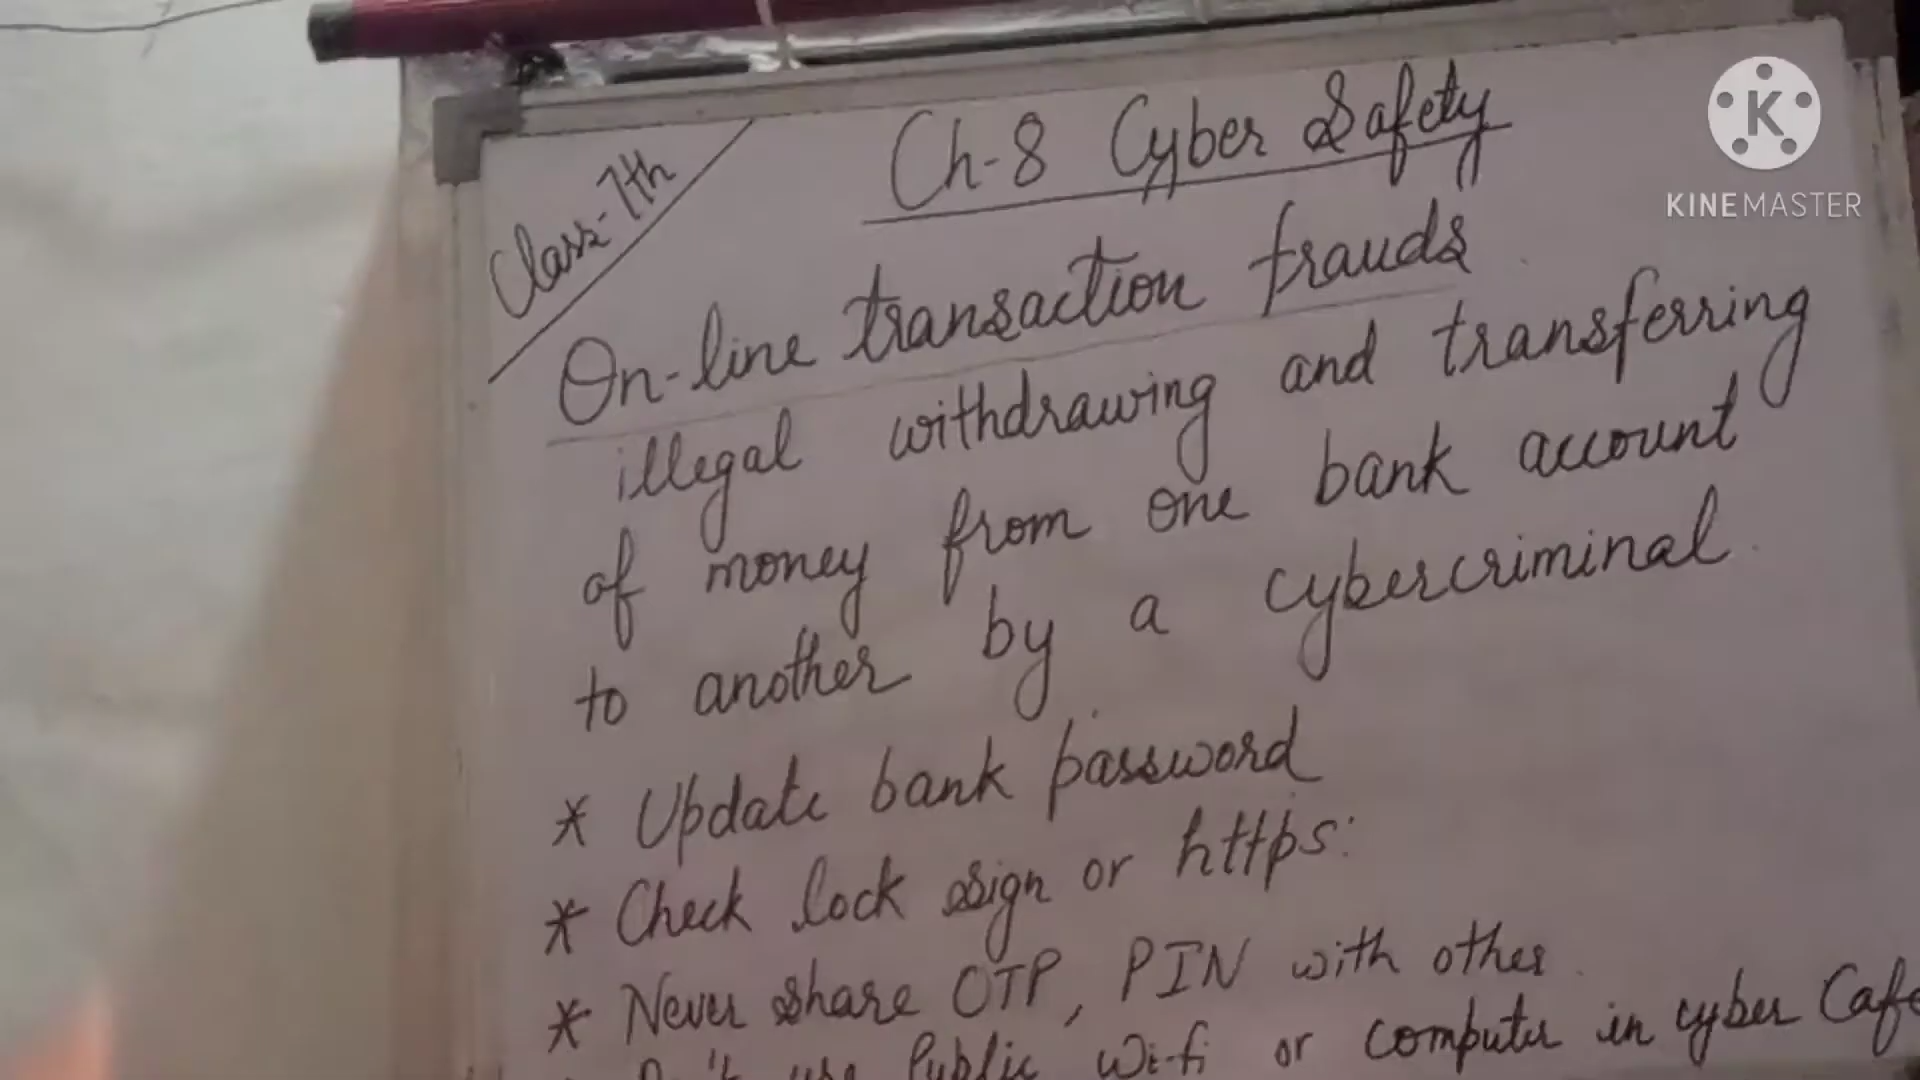 Class-7th
Ch-8 Cyber Safety
On-line transaction frauds
illegal withdrawing and transferring
of money from one bank account
to another by a cybercriminal.
* Update bank password
* Check lock sign or https:
* Never share OTP, PIN with other.
* Don't use Public Wi-fi or computer in cyber Cafe
K
KINEMASTER